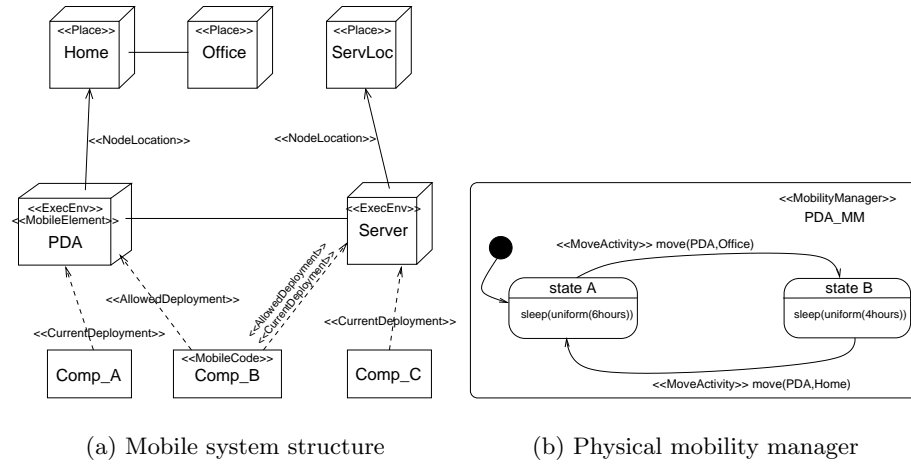 <<Place>>
Home
<<Place>>
Office
<<Place>>
ServLoc
<<NodeLocation>>
<<NodeLocation>>
<<ExecEnv>>
<<MobileElement>>
PDA
<<ExecEnv>>
Server
<<AllowedDeployment>>
<<AllowedDeployment>>
<<CurrentDeployment>>
<<CurrentDeployment>>
<<CurrentDeployment>>
Comp_A
<<MobileCode>>
Comp_B
Comp_C
(a) Mobile system structure
<<MobilityManager>>
PDA_MM
<<MoveActivity>> move(PDA,Office)
state A
sleep(uniform(6hours))
state B
sleep(uniform(4hours))
<<MoveActivity>> move(PDA,Home)
(b) Physical mobility manager